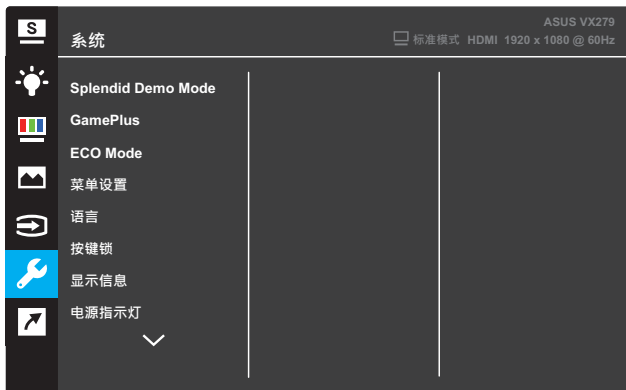 S
ASUS VX279
系统
标准模式 HDMI 1920 x 1080 @ 60Hz
Splendid Demo Mode
GamePlus
ECO Mode
菜单设置
语言
按键锁
显示信息
电源指示灯